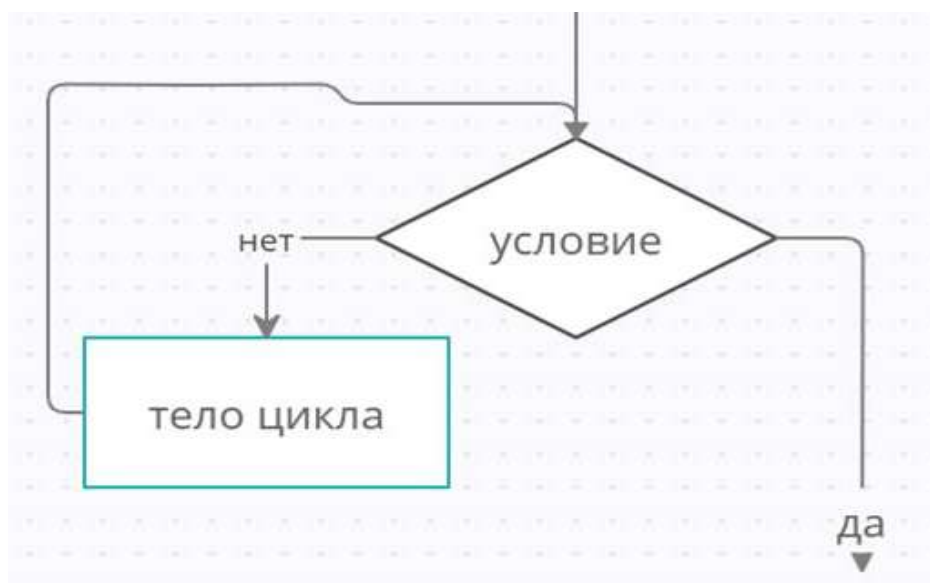 нет
условие
тело цикла
да